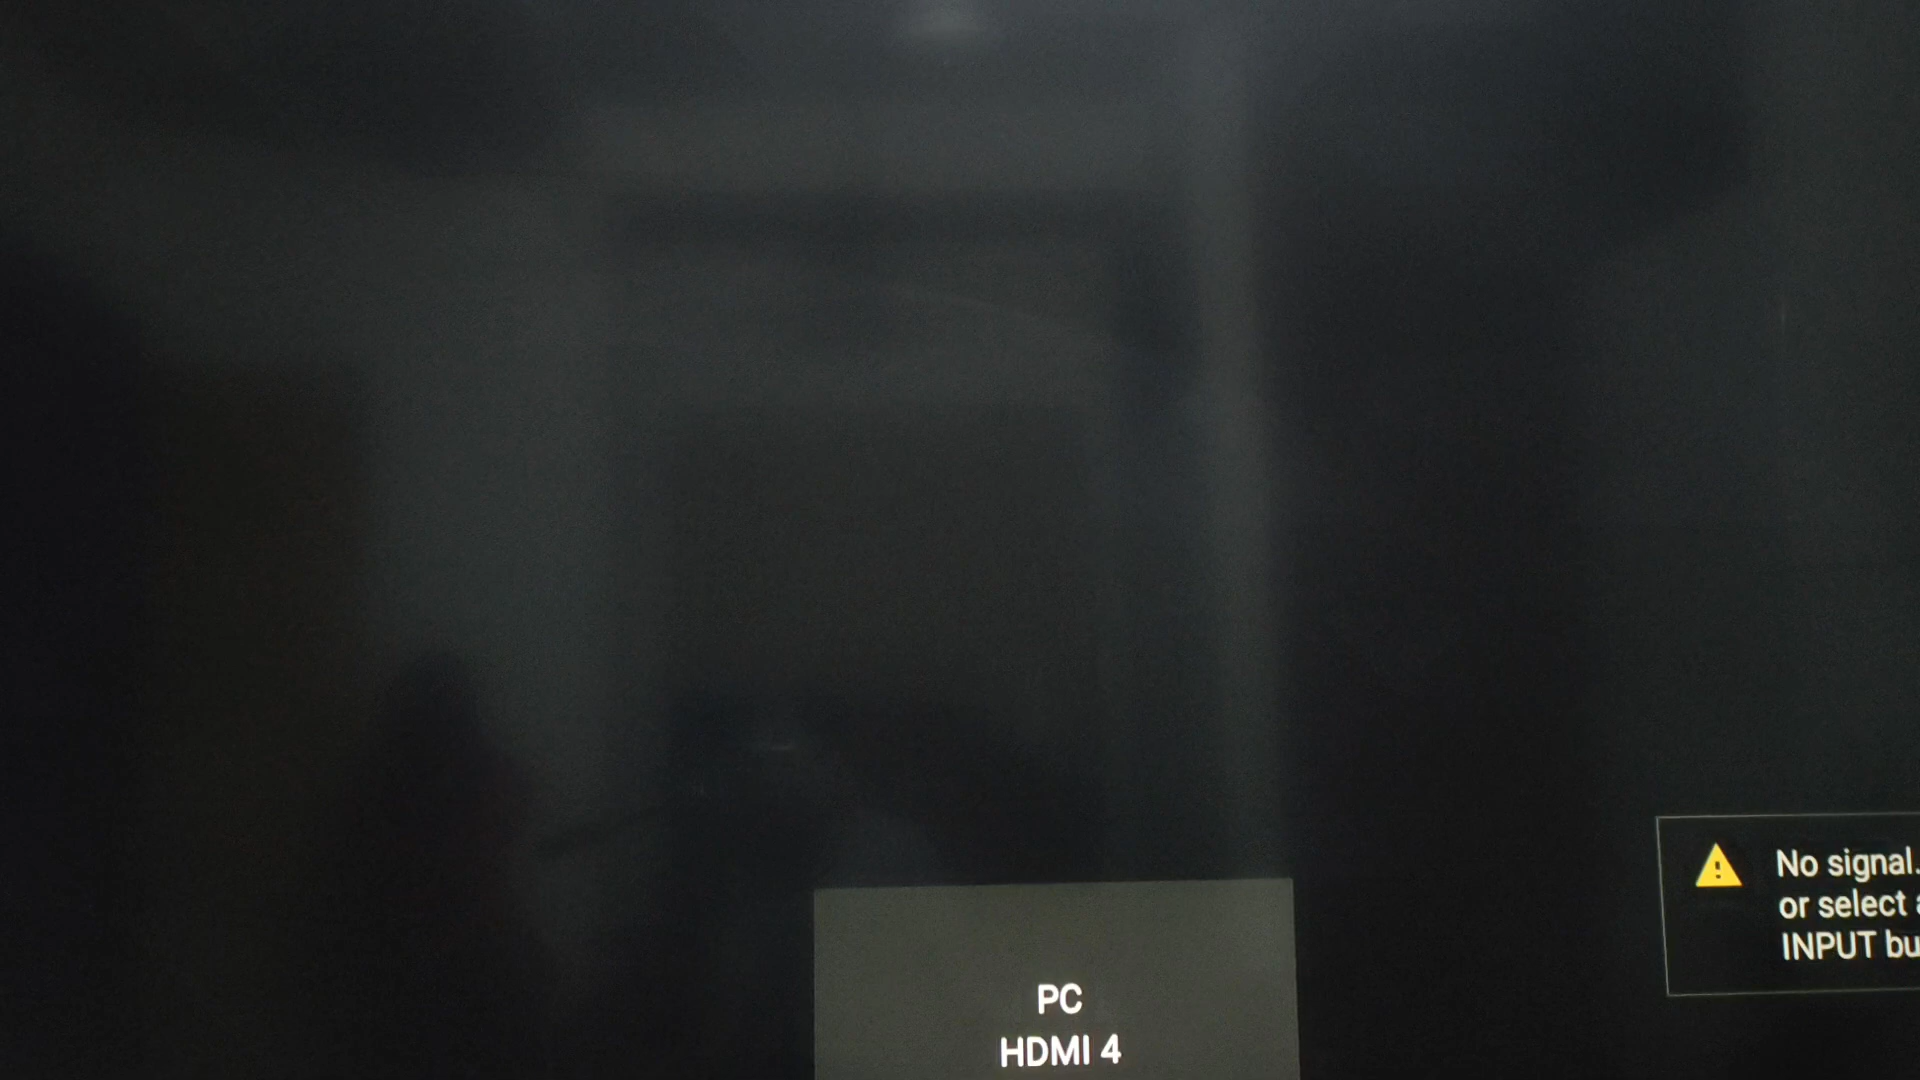 No signal.
or select
INPUT
PC
HDMI 4